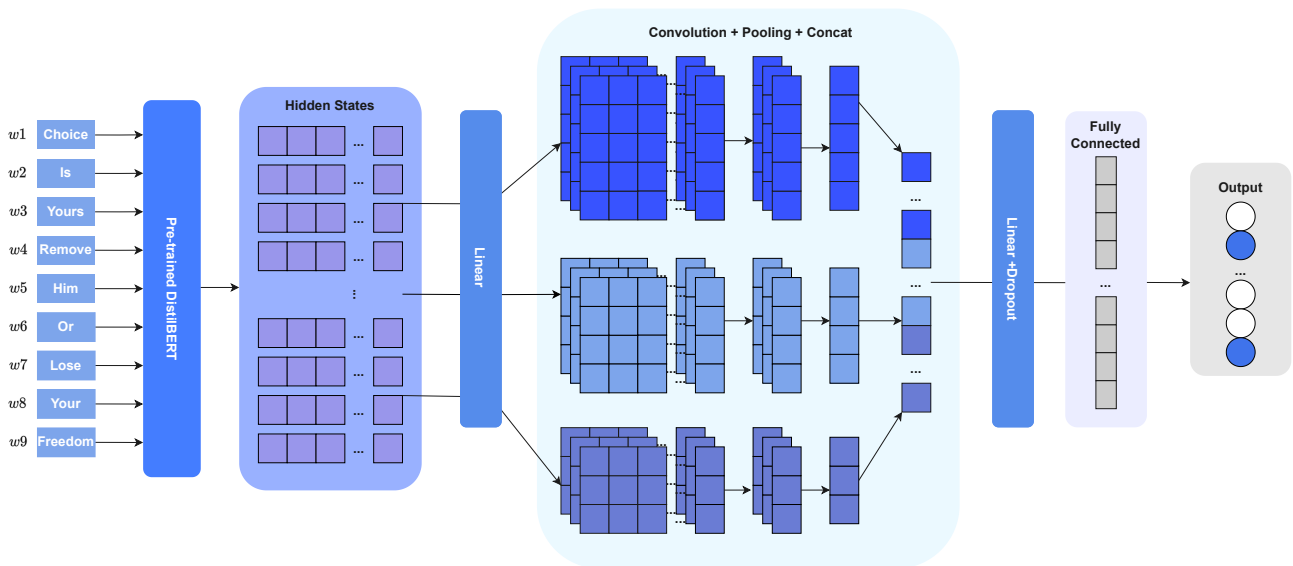 Convolution + Pooling + Concat
Hidden States
w1 Choice
w2 Is
w3 Yours
w4 Remove
w5 Him
w6 Or
w7 Lose
w8 Your
w9 Freedom
Pre-trained DistilBERT
...
...
...
...
...
...
...
...
...
Linear
...
...
...
Linear +Dropout
Fully
Connected
...
Output
...